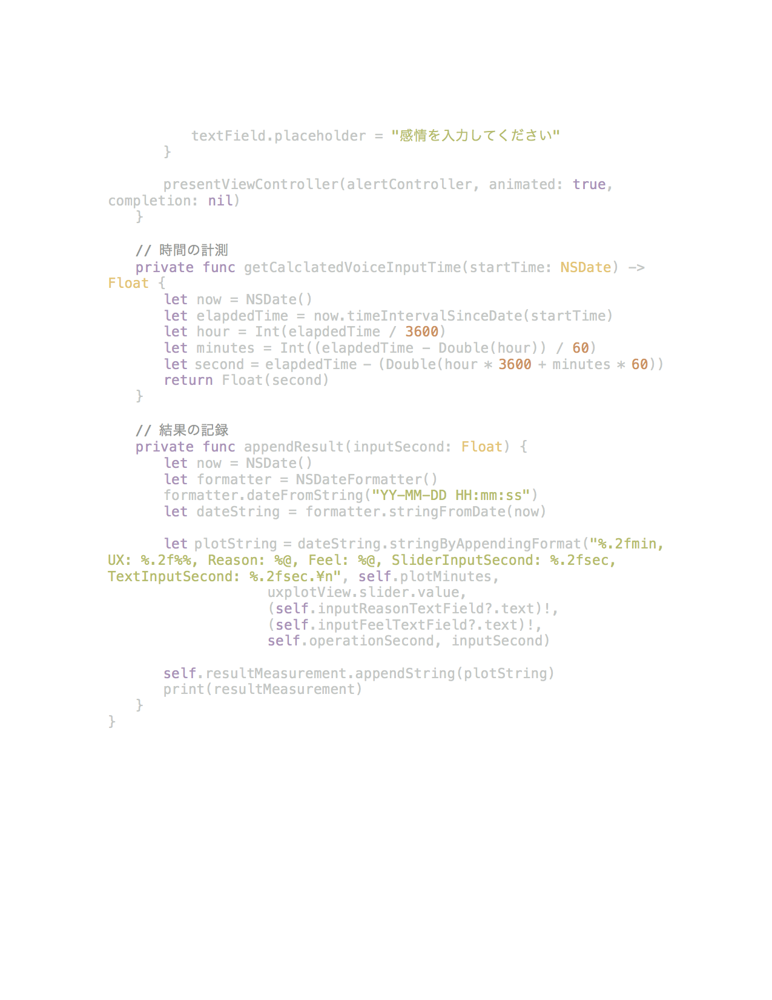 textField.placeholder = "感情を入力してください"
}
presentViewController(alertController, animated: true,
completion: nil)
}
// 時間の計測
private func getCalclatedVoiceInputTime(startTime: NSDate) ->
Float {
let now = NSDate()
let elapdedTime = now.timeIntervalSinceDate(startTime)
let hour = Int(elapdedTime / 3600)
let minutes = Int((elapdedTime - Double(hour)) / 60)
let second = elapdedTime - (Double(hour * 3600 + minutes * 60))
return Float(second)
}
// 結果の記録
private func appendResult(inputSecond: Float) {
let now = NSDate()
let formatter = NSDateFormatter()
formatter.dateFromString("YY-MM-DD HH:mm:ss")
let dateString = formatter.stringFromDate(now)
let plotString = dateString.stringByAppendingFormat("%.2fmin,
UX: %.2f%%, Reason: %@, Feel: %@, SliderInputSecond: %.2fsec,
TextInputSecond: %.2fsec.¥n", self.plotMinutes,
uxplotView.slider.value,
(self.inputReasonTextField?.text)!,
(self.inputFeelTextField?.text)!,
self.operationSecond, inputSecond)
self.resultMeasurement.appendString(plotString)
print(resultMeasurement)
}
}